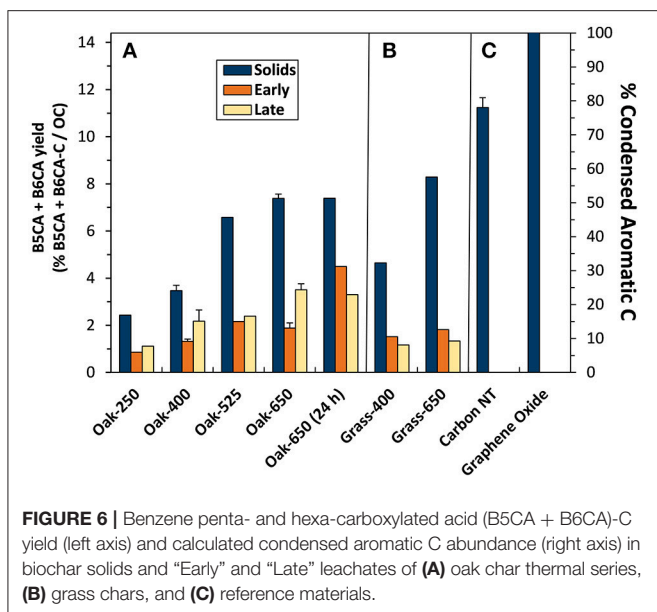 A B C
Solids
Early
Late
B5CA + B6CA yield
(% B5CA + B6CA-C / OC)
14
12
10
8
6
4
2
0
100
90
80
70
60
50
40
30
20
10
0
% Condensed Aromatic C
Oak-250
Oak-400
Oak-525
Oak-650
Oak-650 (24 h)
Grass-400
Grass-650
Carbon NT
Graphene Oxide
FIGURE 6 | Benzene penta- and hexa-carboxylated acid (B5CA + B6CA)-C
yield (left axis) and calculated condensed aromatic C abundance (right axis) in
biochar solids and “Early” and “Late” leachates of (A) oak char thermal series,
(B) grass chars, and (C) reference materials.